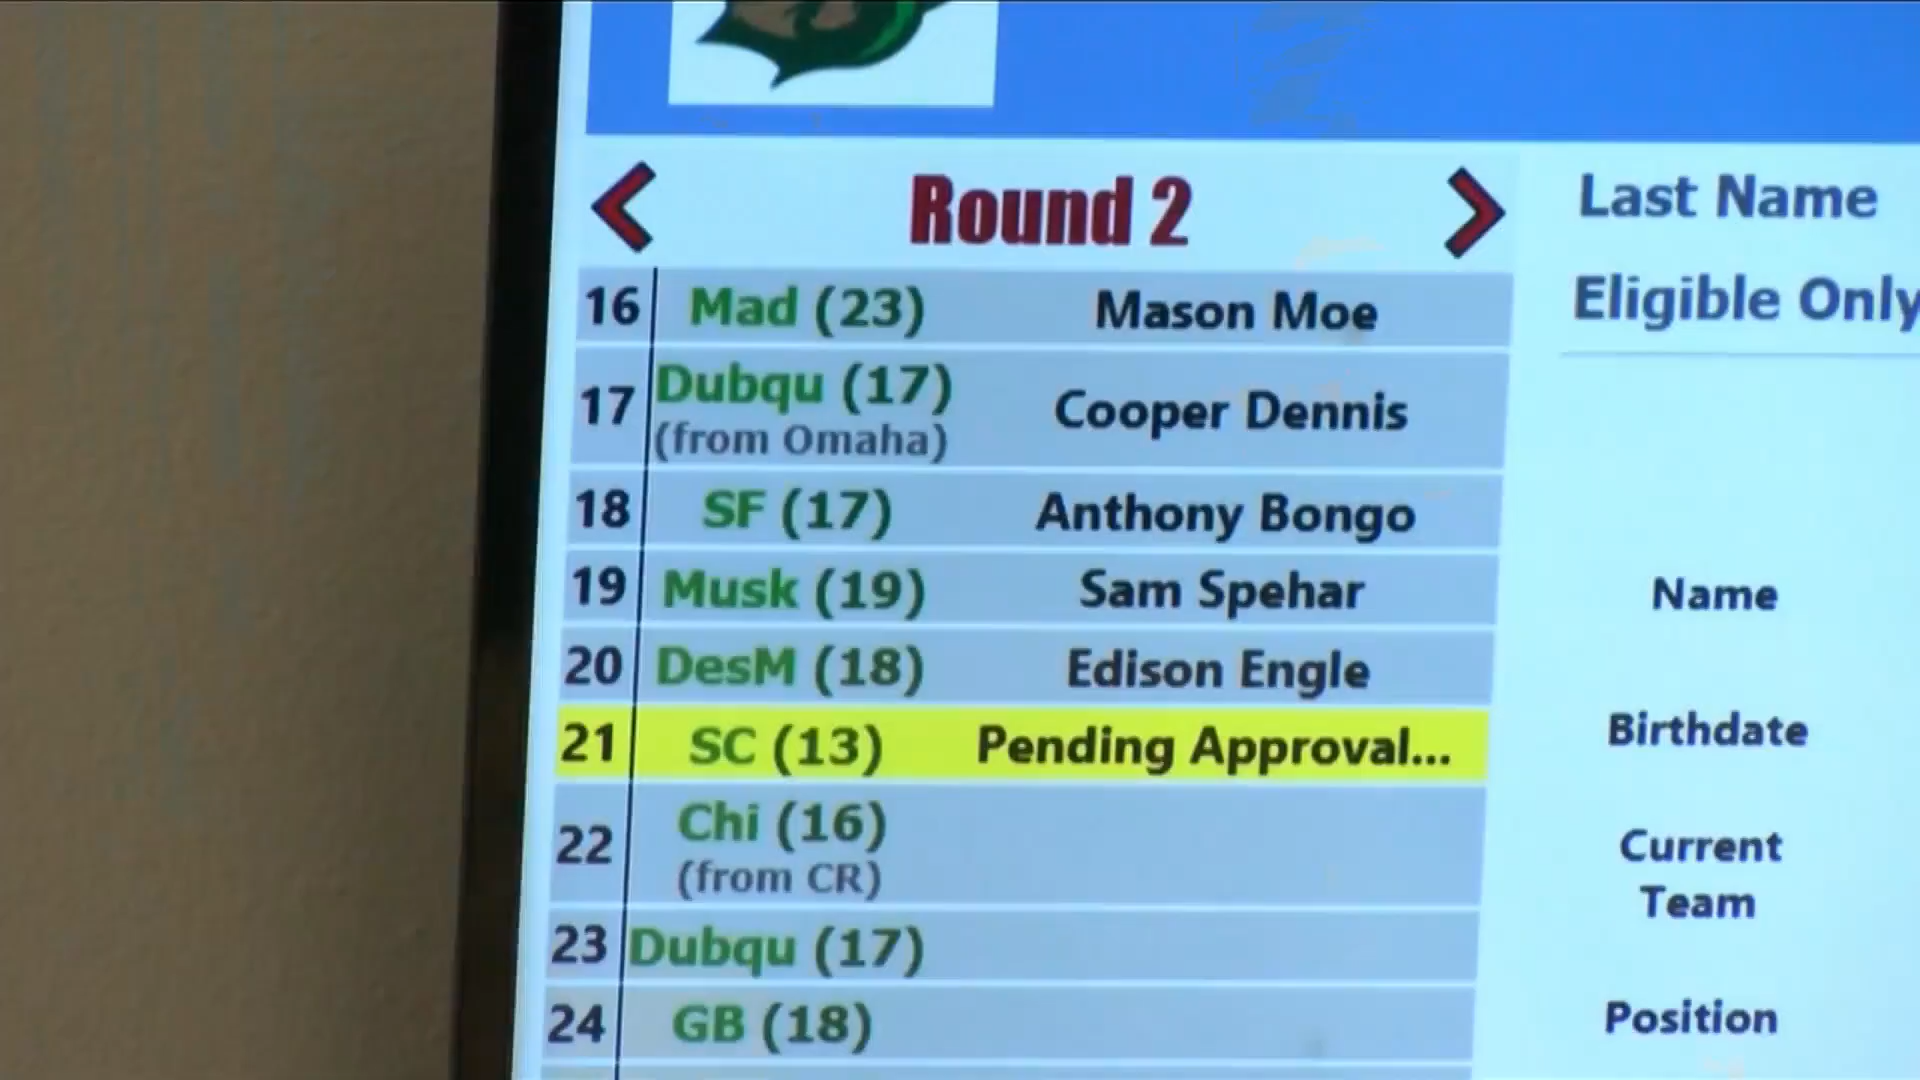 Round 2
16 Mad (23) Mason Moe
17 Dubqu (17) Cooper Dennis
(from Omaha)
18 SF (17) Anthony Bongo
19 Musk (19) Sam Spehar
20 DesM (18) Edison Engle
21 SC (13) Pending Approval...
22 Chi (16)
(from CR)
23 Dubqu (17)
24 GB (18)
Last Name
Eligible Only
Name
Birthdate
Current
Team
Position